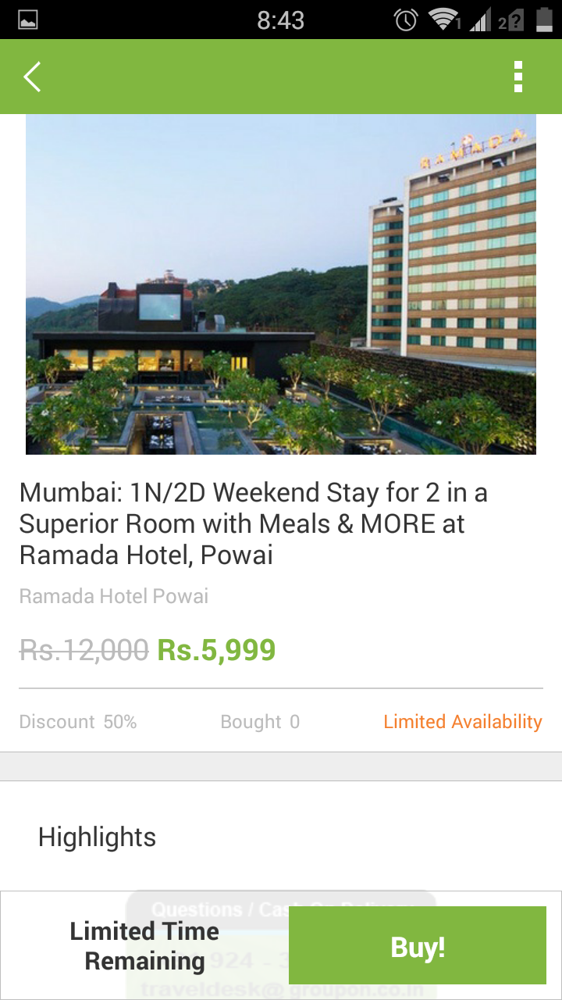 8:43
1
2
?
RAMADA
Mumbai: 1N/2D Weekend Stay for 2 in a
Superior Room with Meals & MORE at
Ramada Hotel, Powai
Ramada Hotel Powai
Rs.12,000 Rs.5,999
Discount 50% Bought 0 Limited Availability
Highlights
Questions / Cash On Delivery
Limited Time
Remaining
Buy!
924 - 3
traveldesk@groupon.co.in